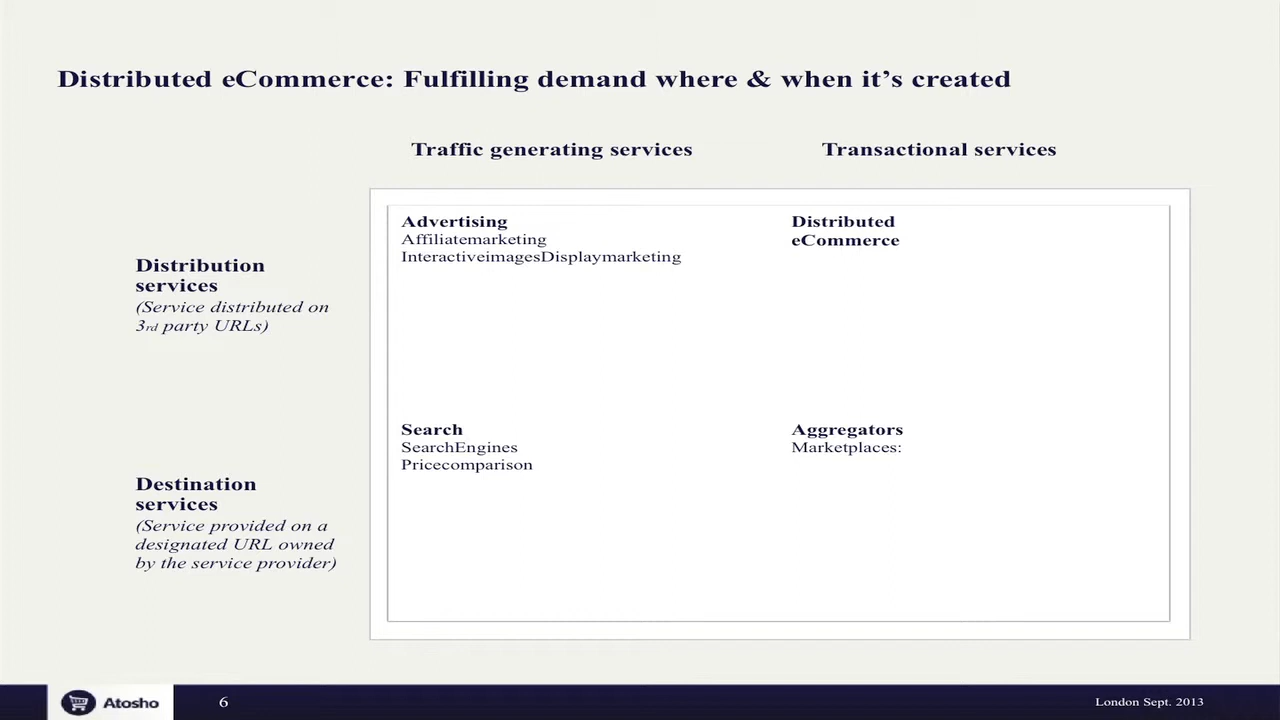 Distributed eCommerce: Fulfilling demand where & when it’s created
Traffic generating services
Transactional services
Distribution
services
(Service distributed on
3rd party URLs)
Advertising
Affiliatemarketing
InteractiveimagesDisplaymarketing
Distributed
eCommerce
Destination
services
(Service provided on a
designated URL owned
by the service provider)
Search
SearchEngines
Pricecomparison
Aggregators
Marketplaces:
Atosho
6
London Sept. 2013